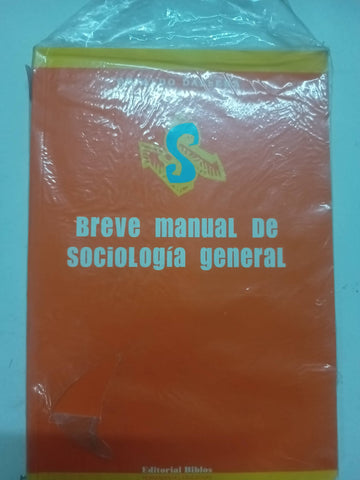 S
Breve manual de
sociología general
Editorial Biblos